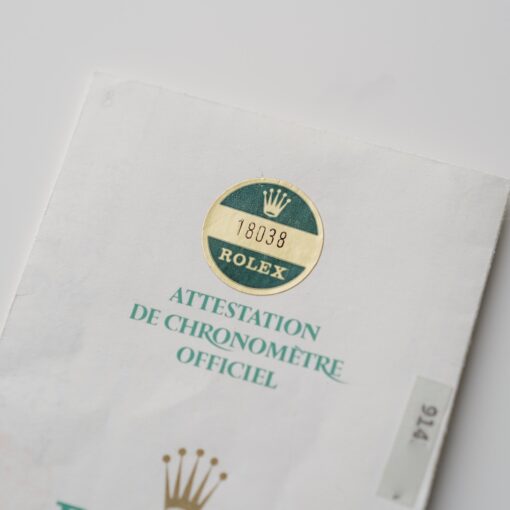 18038
ROLEX
ATTESTATION
DE CHRONOMÈTRE
OFFICIEL
914